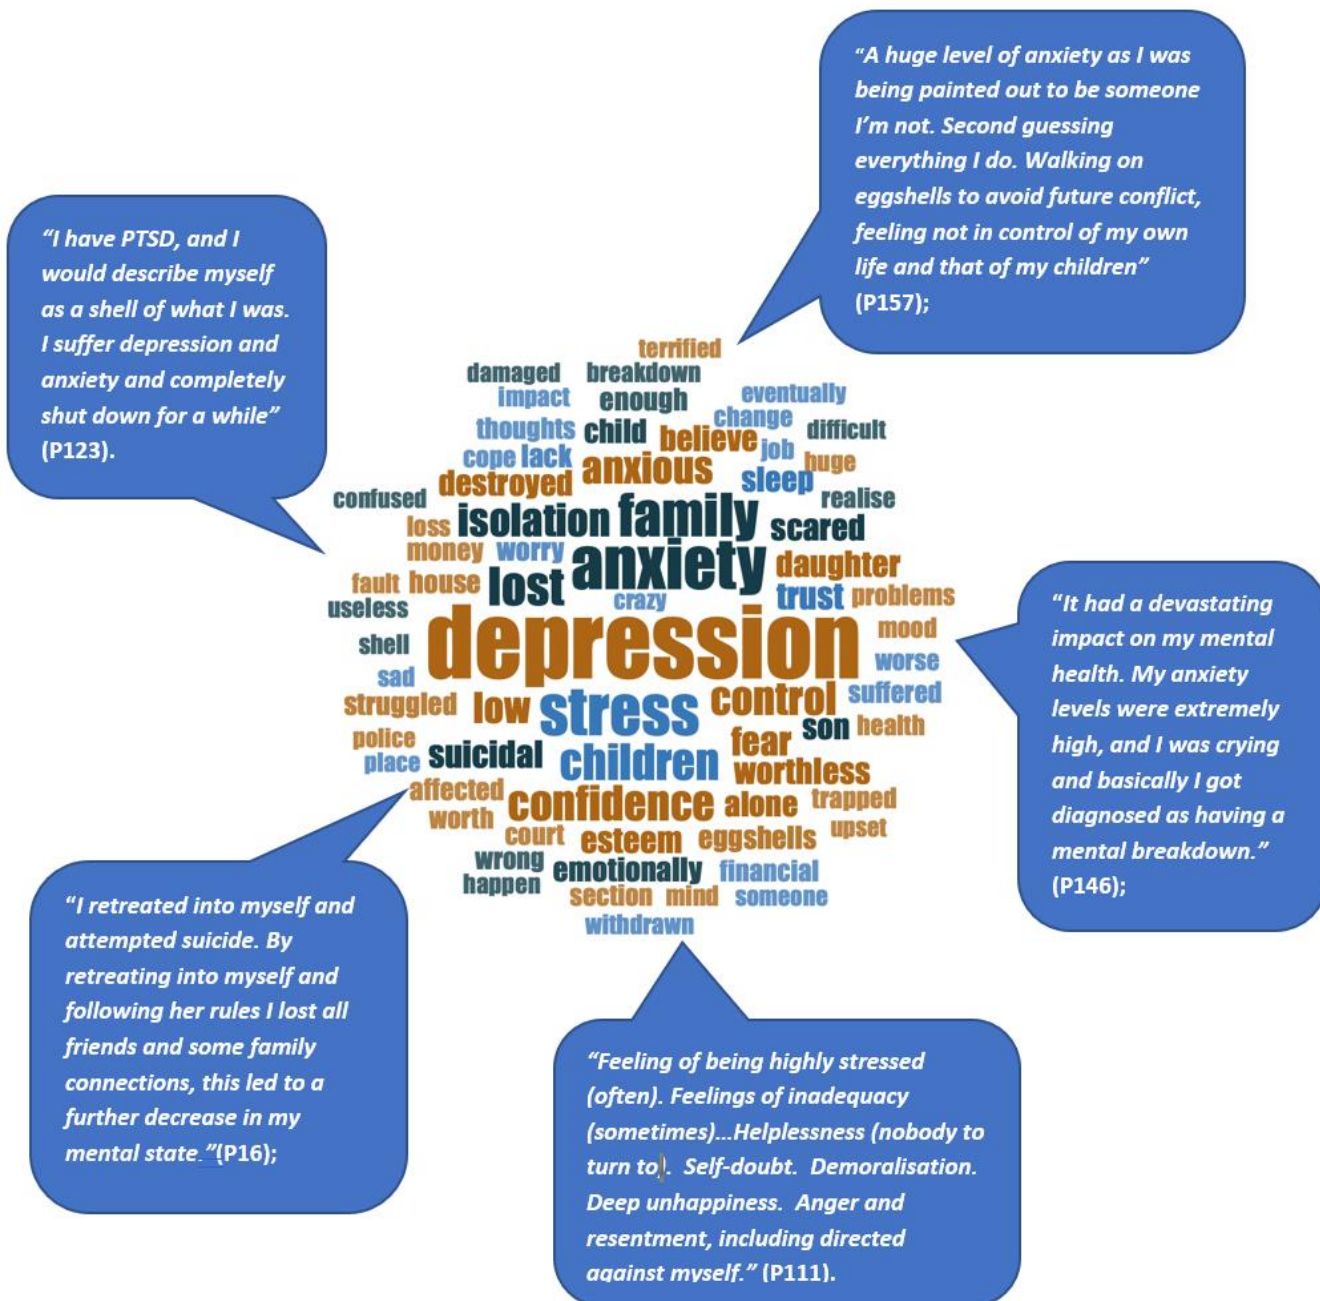 “A huge level of anxiety as I was
being painted out to be someone
I’m not. Second guessing
everything I do. Walking on
eggshells to avoid future conflict,
feeling not in control of my own
life and that of my children”
(P157);
“I have PTSD, and I
would describe myself
as a shell of what I was.
I suffer depression and
anxiety and completely
shut down for a while”
(P123).
terrified
damaged breakdown
impact enough eventually
change
thoughts child believe job difficult
cope lack anxious huge
destroyed sleep
confused isolation family realise
loss scared
money worry anxiety daughter
fault house lost crazy trust problems
useless
shell depression mood
sad worse
struggled low stress control suffered
police son health
place suicidal children fear
worthless
affected confidence alone trapped
worth court esteem eggshells upset
wrong emotionally financial
happen section mind someone
withdrawn
“It had a devastating
impact on my mental
health. My anxiety
levels were extremely
high, and I was crying
and basically I got
diagnosed as having a
mental breakdown.”
(P146);
“I retreated into myself and
attempted suicide. By
retreating into myself and
following her rules I lost all
friends and some family
connections, this led to a
further decrease in my
mental state.”(P16);
“Feeling of being highly stressed
(often). Feelings of inadequacy
(sometimes)…Helplessness (nobody to
turn to). Self-doubt. Demoralisation.
Deep unhappiness. Anger and
resentment, including directed
against myself.” (P111).